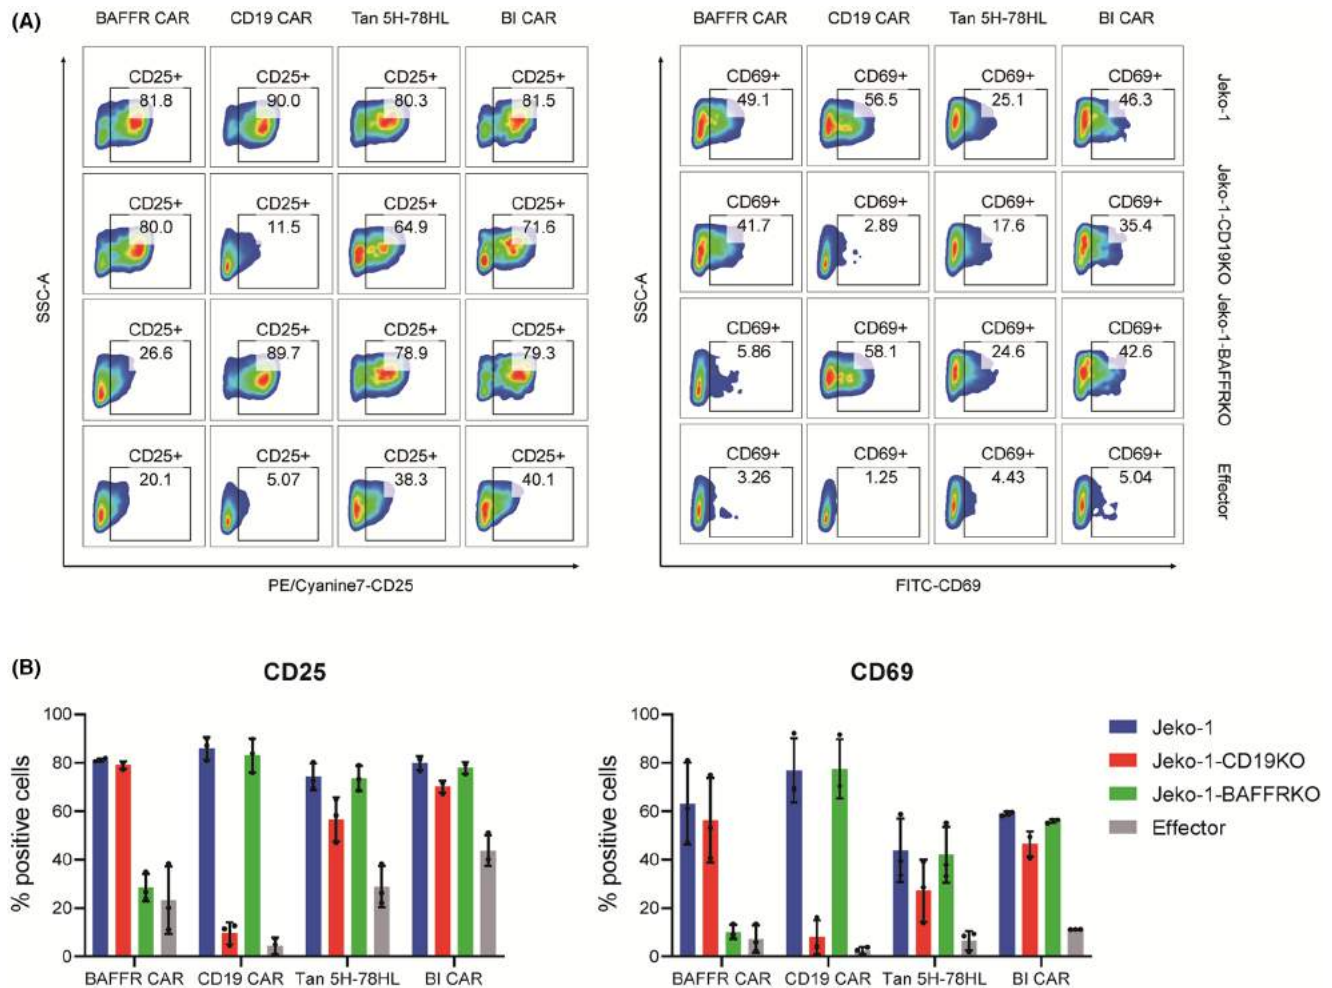 (A)
BAFFR CAR CD19 CAR Tan 5H-78HL BI CAR BAFFR CAR CD19 CAR Tan 5H-78HL BI CAR
CD25+ CD25+ CD25+ CD25+ CD69+ CD69+ CD69+ CD69+
81.8 90.0 80.3 81.5 49.1 56.5 25.1 46.3
Jeko-1
CD25+ CD25+ CD25+ CD25+ CD69+ CD69+ CD69+ CD69+
80.0 11.5 64.9 71.6 41.7 2.89 17.6 35.4
Jeko-1-CD19KO
CD25+ CD25+ CD25+ CD25+ CD69+ CD69+ CD69+ CD69+
26.6 89.7 78.9 79.3 5.86 58.1 24.6 42.6
Jeko-1-BAFFRKO
CD25+ CD25+ CD25+ CD25+ CD69+ CD69+ CD69+ CD69+
20.1 5.07 38.3 40.1 3.26 1.25 4.43 5.04
Effector
SSC-A
SSC-A
PE/Cyanine7-CD25 FITC-CD69
(B)
CD25
% positive cells
100
80
60
40
20
0
BAFFR CAR CD19 CAR Tan 5H-78HL BI CAR
CD69
% positive cells
100
80
60
40
20
0
BAFFR CAR CD19 CAR Tan 5H-78HL BI CAR
Jeko-1
Jeko-1-CD19KO
Jeko-1-BAFFRKO
Effector